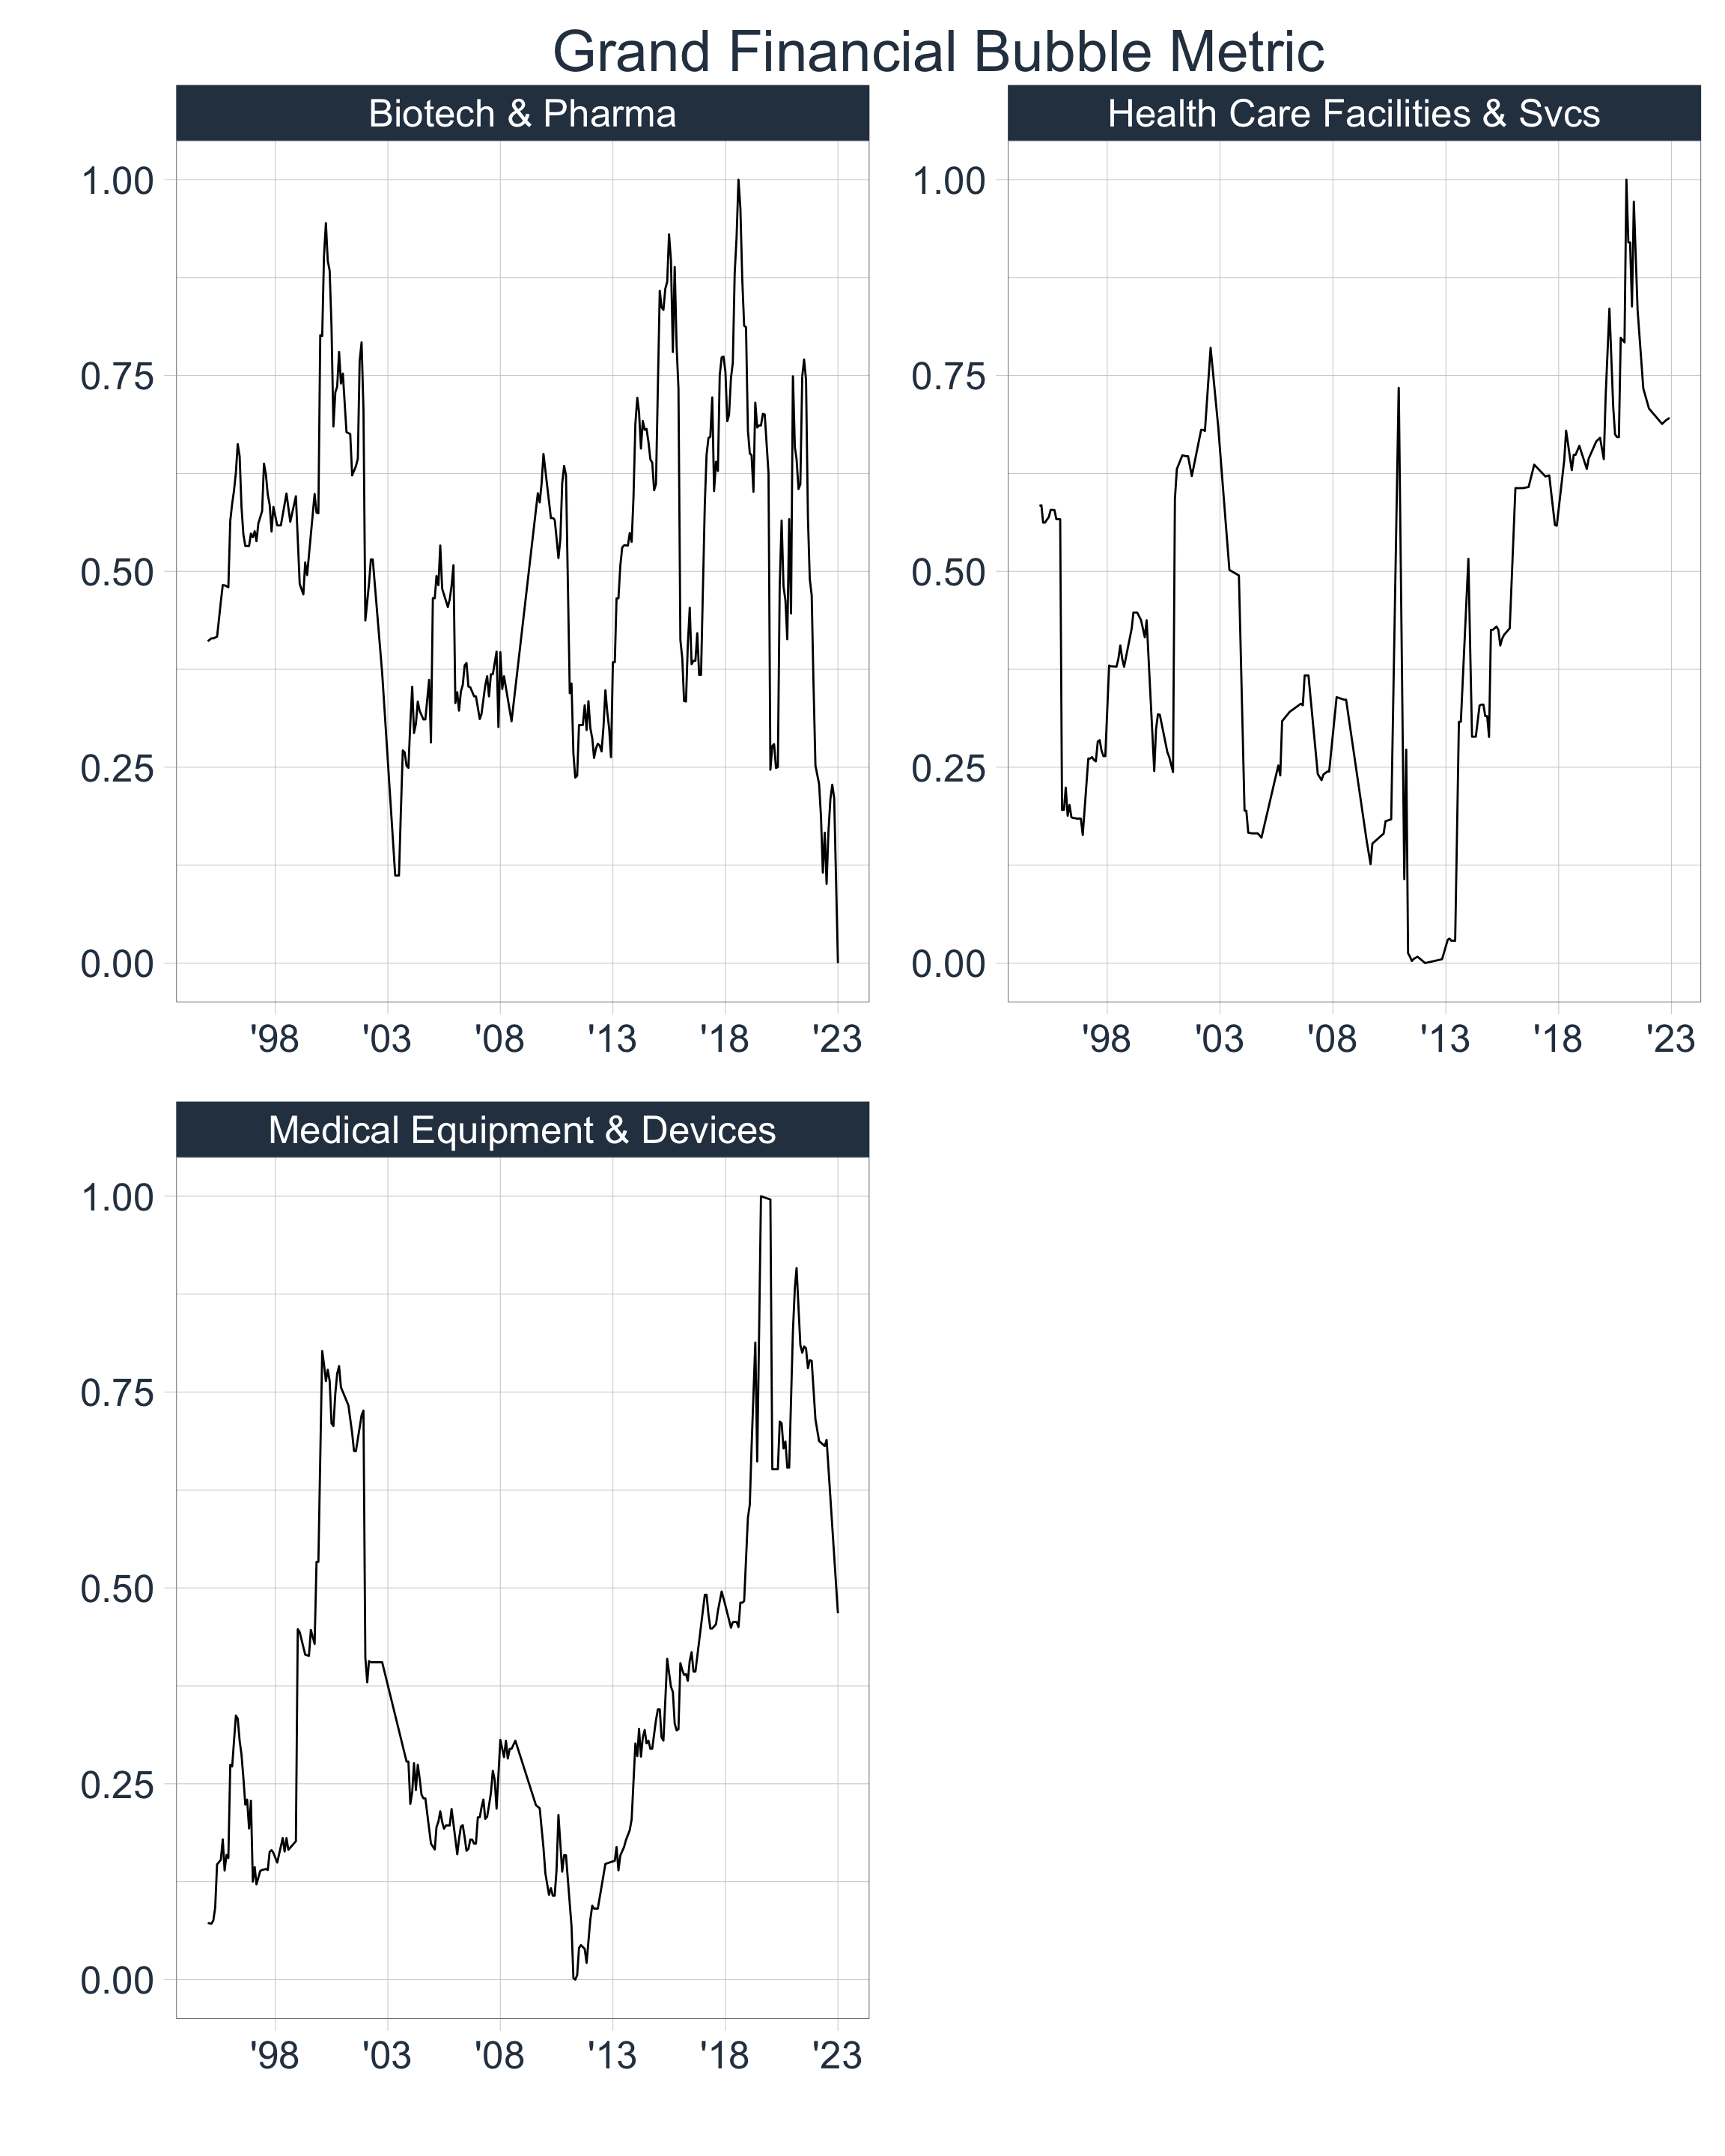 Grand Financial Bubble Metric
Biotech & Pharma
Health Care Facilities & Svcs
1.00
0.75
0.50
0.25
0.00
1.00
0.75
0.50
0.25
0.00
'98 '03 '08 '13 '18 '23
'98 '03 '08 '13 '18 '23
Medical Equipment & Devices
1.00
0.75
0.50
0.25
0.00
'98 '03 '08 '13 '18 '23